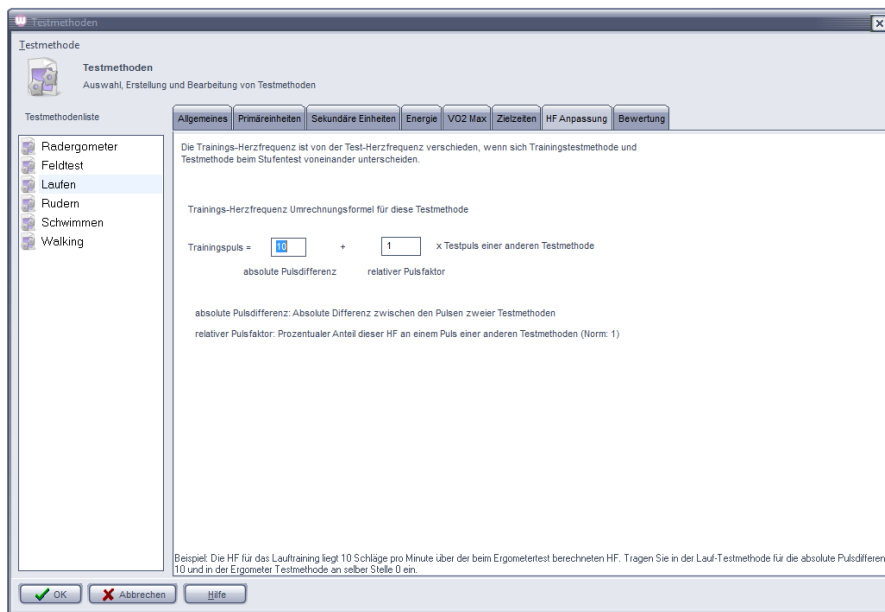 Testmethoden
Testmethode
Testmethoden
Auswahl, Erstellung und Bearbeitung von Testmethoden
Testmethodenliste
Allgemeines Primäreinheiten Sekundäre Einheiten Energie VO2 Max Zielzeiten HF Anpassung Bewertung
Radergometer
Feldtest
Laufen
Rudern
Schwimmen
Walking
Die Trainings-Herzfrequenz ist von der Test-Herzfrequenz verschieden, wenn sich Trainingstestmethode und
Testmethode beim Stufentest voneinander unterscheiden.
Trainings-Herzfrequenz Umrechnungsformel für diese Testmethode
Trainingspuls = 10 + 1 x Testpuls einer anderen Testmethode
absolute Pulsdifferenz relativer Pulsfaktor
absolute Pulsdifferenz: Absolute Differenz zwischen den Pulsen zweier Testmethoden
relativer Pulsfaktor: Prozentualer Anteil dieser HF an einem Puls einer anderen Testmethoden (Norm: 1)
Beispiel: Die HF für das Lauftraining liegt 10 Schläge pro Minute über der beim Ergometertest berechneten HF. Tragen Sie in der Lauf-Testmethode für die absolute Pulsdifferen
10 und in der Ergometer Testmethode an selber Stelle 0 ein.
OK Abbrechen Hilfe